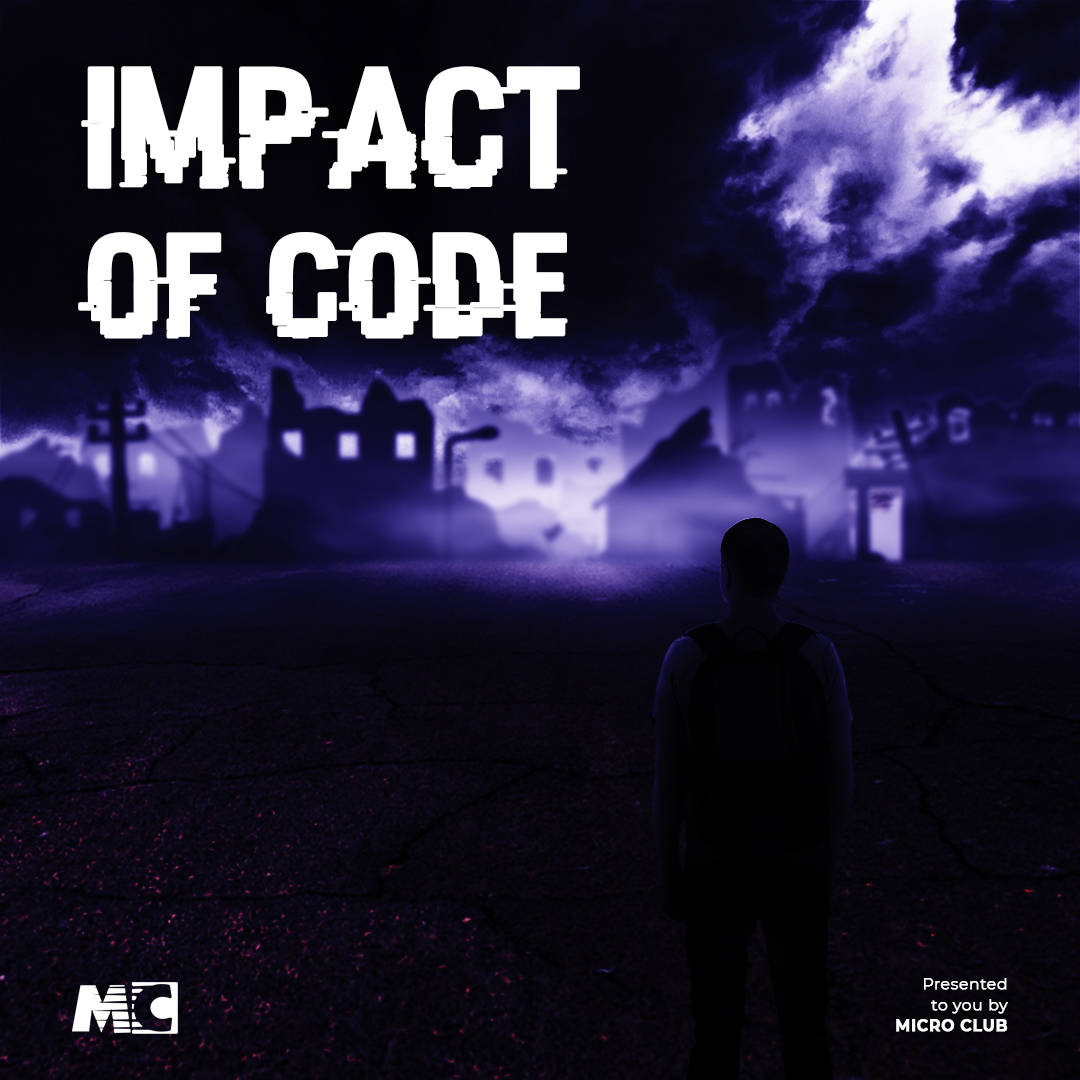 IMPACT
OF CODE
MC
Presented
to you by
MICRO CLUB